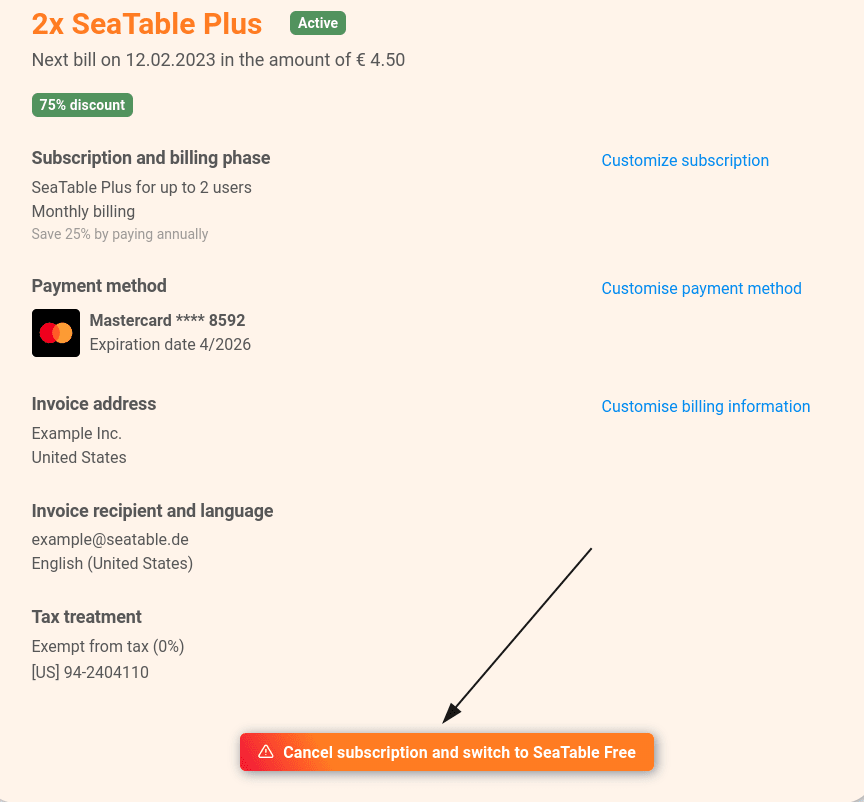 2x SeaTable Plus Active
Next bill on 12.02.2023 in the amount of € 4.50
75% discount
Subscription and billing phase
Customize subscription
SeaTable Plus for up to 2 users
Monthly billing
Save 25% by paying annually
Payment method
Customise payment method
Mastercard **** 8592
Expiration date 4/2026
Invoice address
Customise billing information
Example Inc.
United States
Invoice recipient and language
example@seatable.de
English (United States)
Tax treatment
Exempt from tax (0%)
[US] 94-2404110
Cancel subscription and switch to SeaTable Free